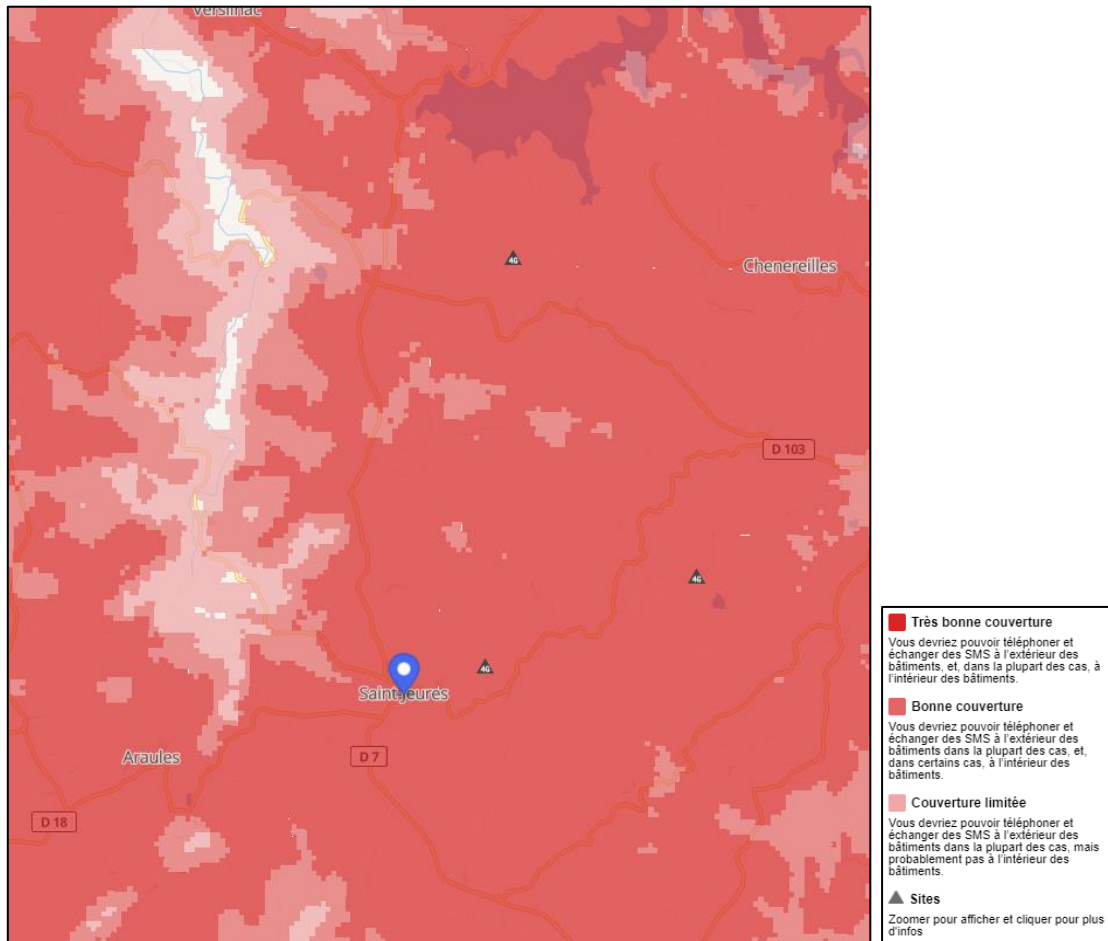 Versilhac
4G
Chenereilles
D 103
4G
4G
Saint-Jeures
Araules
D 7
D 18
Très bonne couverture
Vous devriez pouvoir téléphoner et
échanger des SMS à l'extérieur des
bâtiments, et, dans la plupart des cas, à
l'intérieur des bâtiments.
Bonne couverture
Vous devriez pouvoir téléphoner et
échanger des SMS à l'extérieur des
bâtiments dans la plupart des cas, et,
dans certains cas, à l'intérieur des
bâtiments.
Couverture limitée
Vous devriez pouvoir téléphoner et
échanger des SMS à l'extérieur des
bâtiments dans la plupart des cas, mais
probablement pas à l'intérieur des
bâtiments.
Sites
Zoomer pour afficher et cliquer pour plus
d'infos